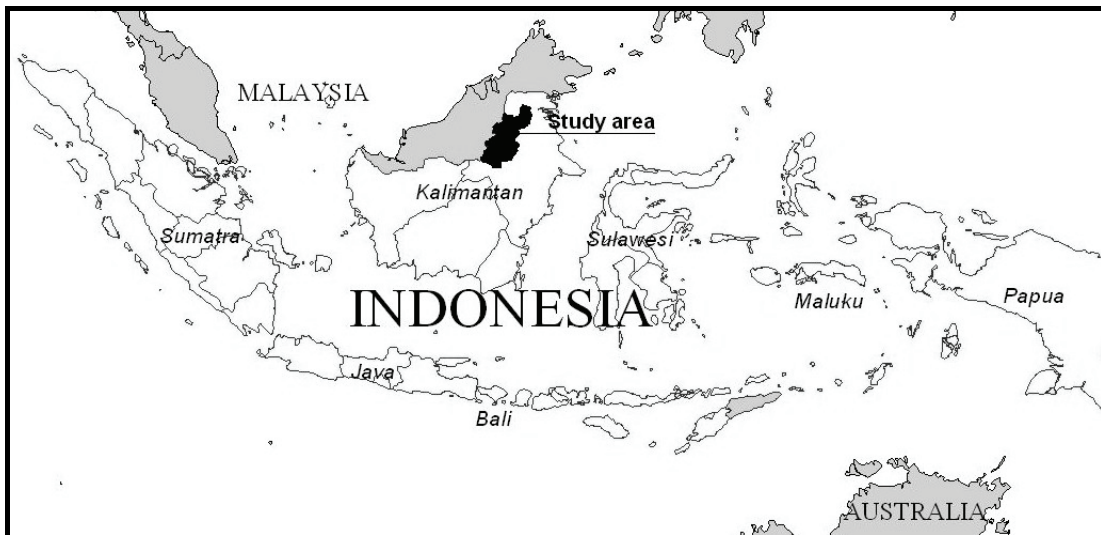 MALAYSIA
Study area
Kalimantan
Sumatra
Sulawesi
INDONESIA
Maluku
Papua
Java
Bali
AUSTRALIA